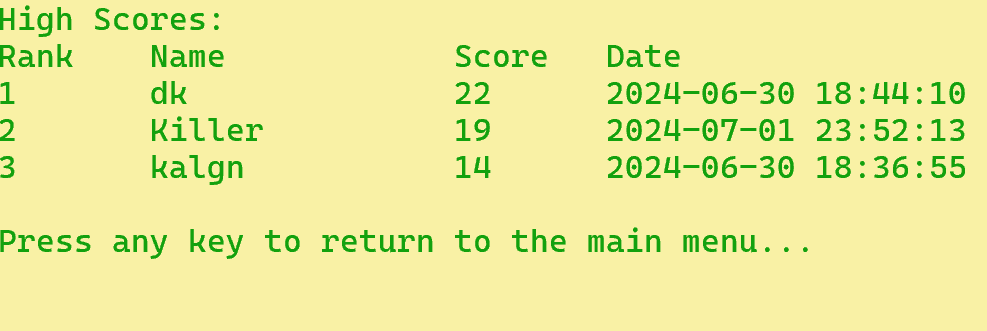 High Scores:
Rank    Name            Score   Date
1       dk              22      2024-06-30 18:44:10
2       Killer          19      2024-07-01 23:52:13
3       kalgn           14      2024-06-30 18:36:55
Press any key to return to the main menu...